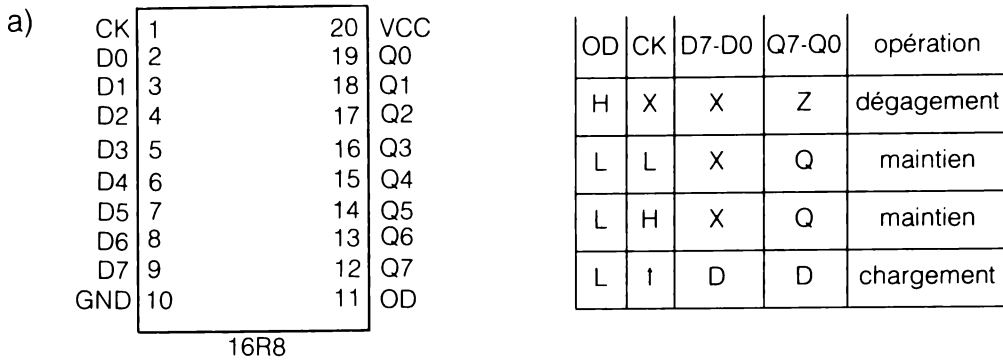 a)
CK 1 20 VCC
D0 2 19 Q0
D1 3 18 Q1
D2 4 17 Q2
D3 5 16 Q3
D4 6 15 Q4
D5 7 14 Q5
D6 8 13 Q6
D7 9 12 Q7
GND 10 11 OD
16R8
OD CK D7-D0 Q7-Q0 opération
H X X Z dégagement
L L X Q maintien
L H X Q maintien
L ↑ D D chargement